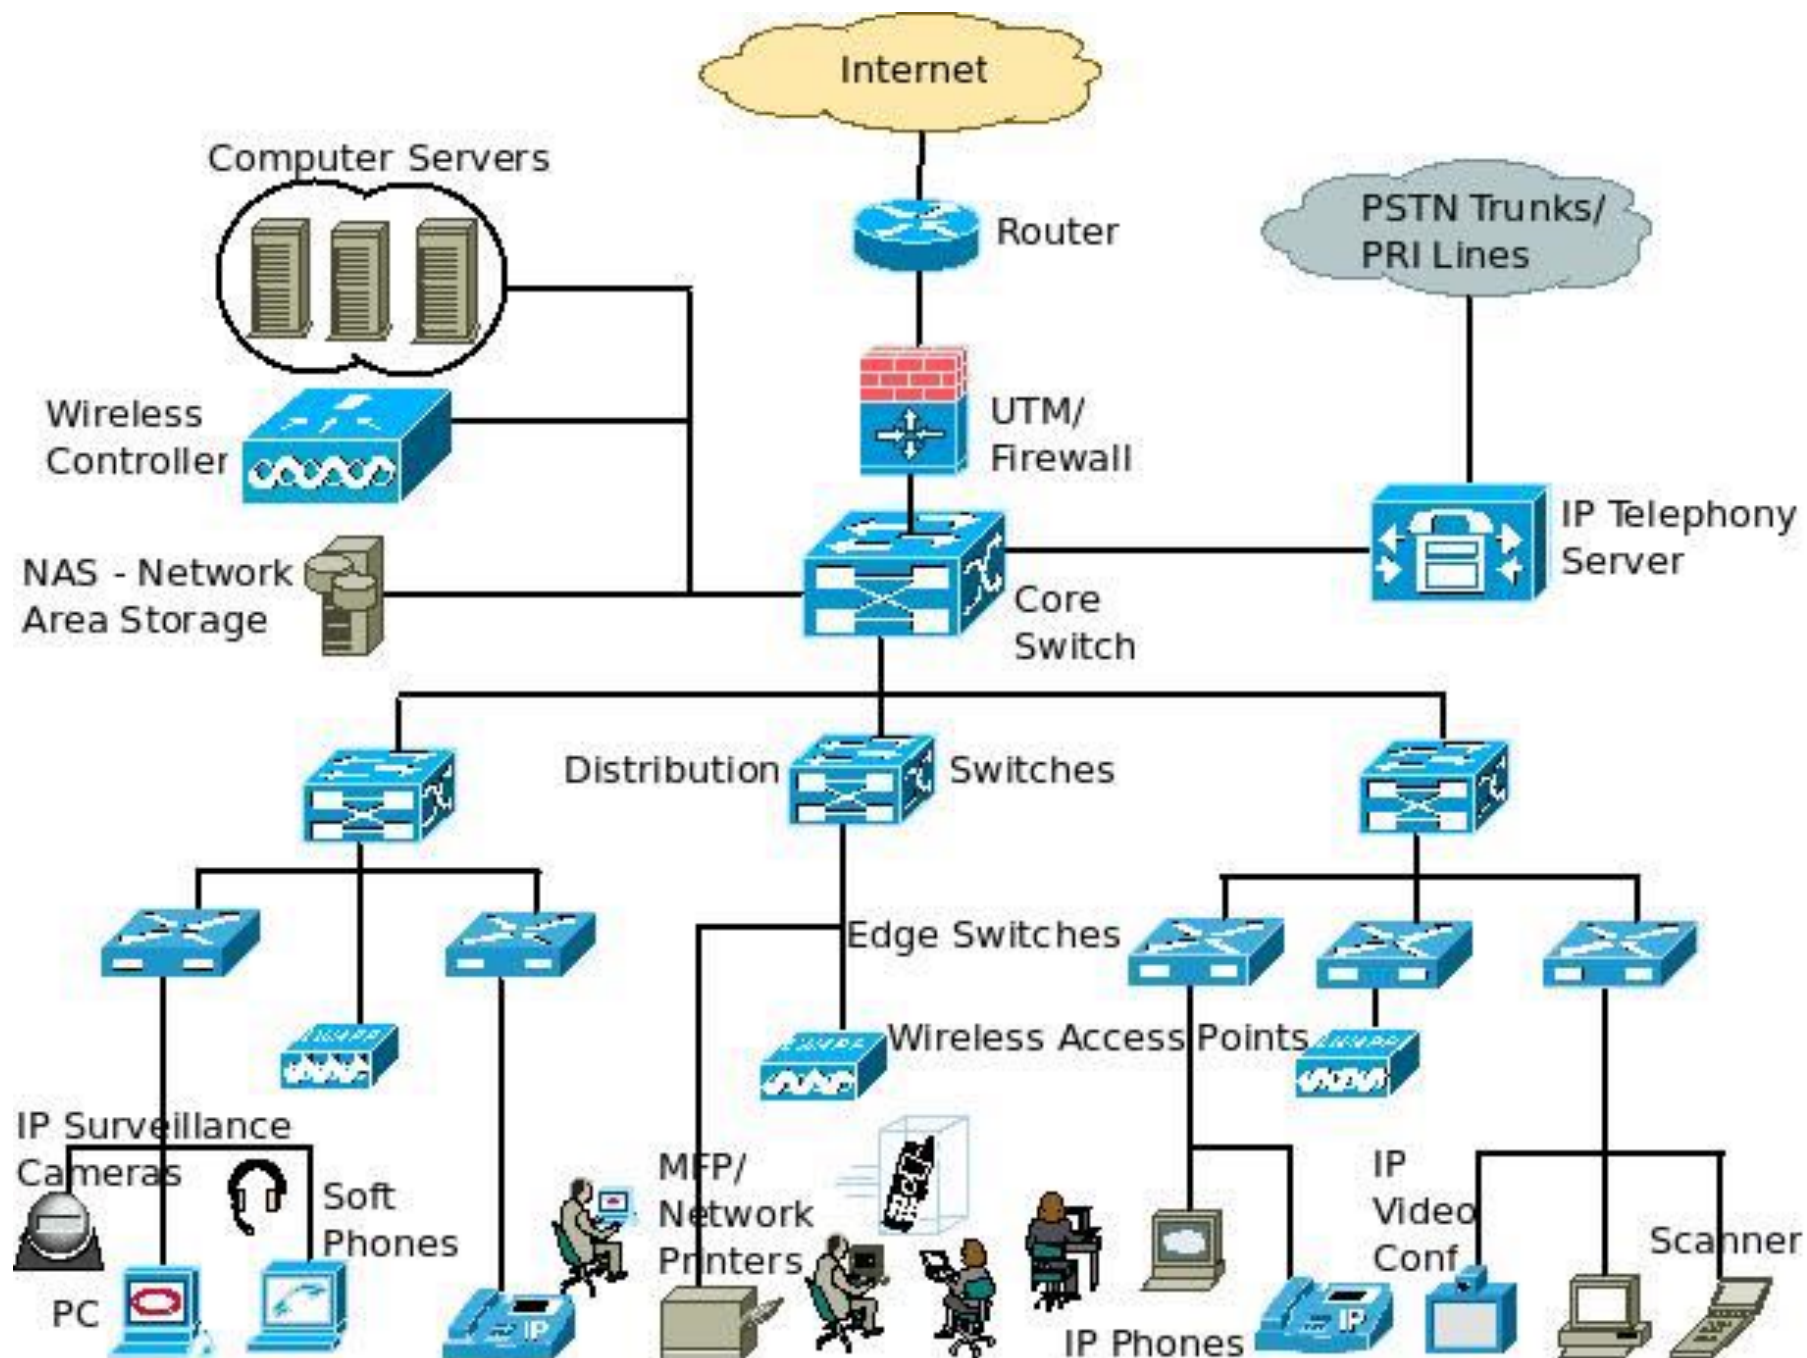 Internet
Computer Servers
PSTN Trunks/
PRI Lines
Router
Wireless
Controller
UTM/
Firewall
IP Telephony
Server
NAS - Network
Area Storage
Core
Switch
Distribution
Switches
Edge Switches
Wireless Access Points
IP Surveillance
Cameras
Soft
Phones
MFP/
Network
Printers
IP
Video
Conf
Scanner
PC
IP
IP Phones
IP